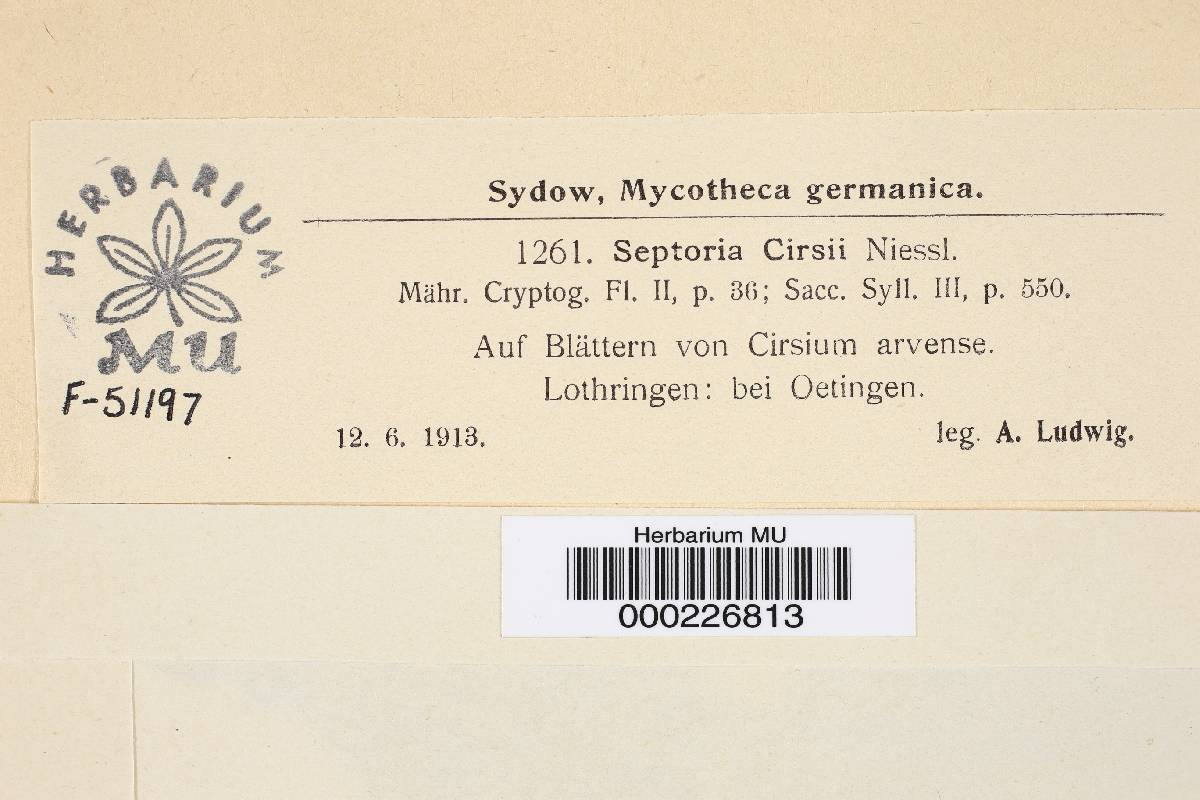 HERBARIUM
MU
F-51197
Sydow, Mycotheca germanica.
1261. Septoria Cirsii Niessl.
Mähr. Cryptog. Fl. II, p. 36; Sacc. Syll. III, p. 550.
Auf Blättern von Cirsium arvense.
Lothringen: bei Oetingen.
12. 6. 1913. leg. A. Ludwig.
Herbarium MU
000226813